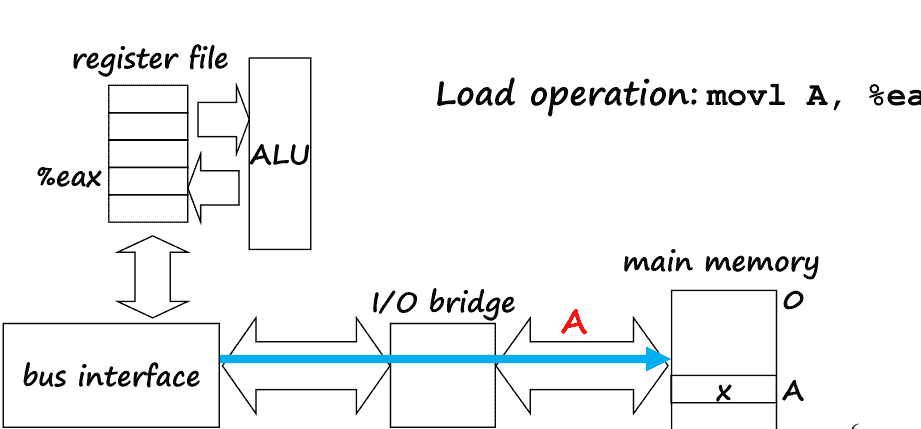 register file
Load operation: movl A, %ea
ALU
%eax
main memory
I/O bridge
0
A
bus interface
x
A